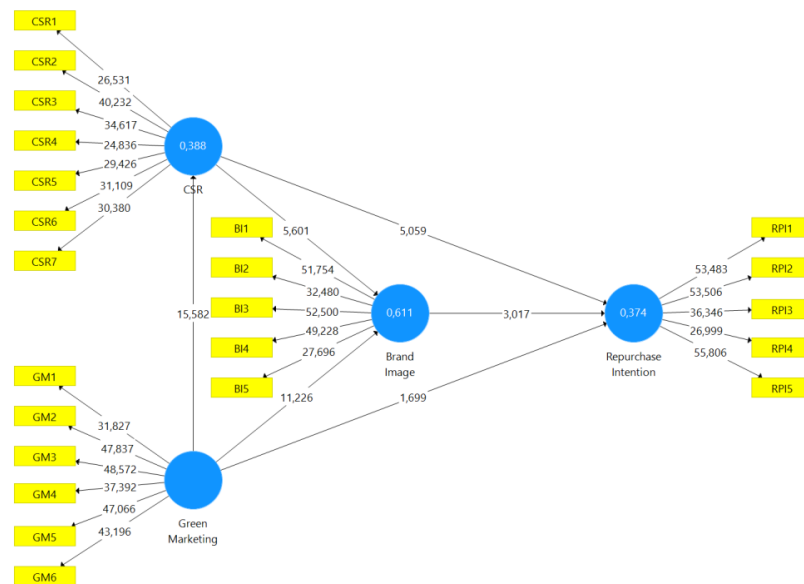 CSR1
CSR2
CSR3
CSR4
CSR5
CSR6
CSR7
26,531
40,232
34,617
24,836
29,426
31,109
30,380
0,388
CSR
5,601
5,059
15,582
BI1
BI2
BI3
BI4
BI5
51,754
32,480
52,500
49,228
27,696
0,611
Brand
Image
3,017
11,226
1,699
0,374
Repurchase
Intention
53,483
53,506
36,346
26,999
55,806
RPI1
RPI2
RPI3
RPI4
RPI5
GM1
GM2
GM3
GM4
GM5
GM6
31,827
47,837
48,572
37,392
47,066
43,196
Green
Marketing